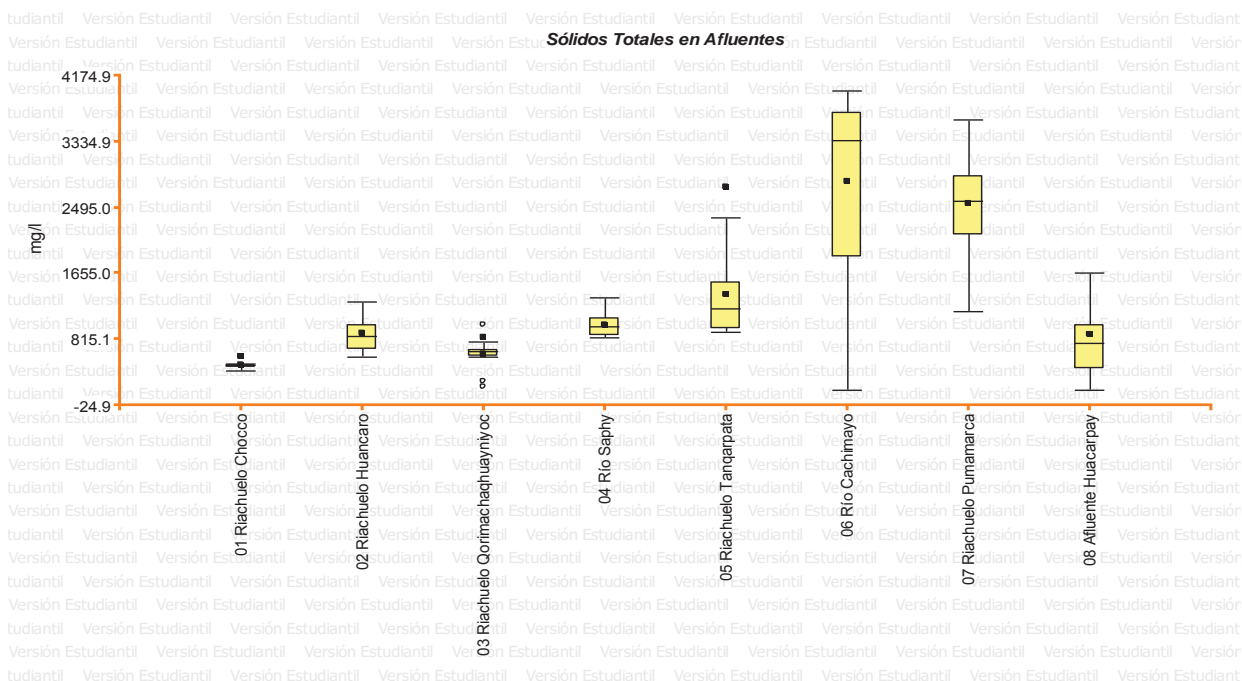 Sólidos Totales en Afluentes
4174.9
3334.9
2495.0
1655.0
815.1
-24.9
mg/l
01 Riachuelo Chocco
02 Riachuelo Huancaro
03 Riachuelo Qorimachaqhuayniyoc
04 Río Saphy
05 Riachuelo Tanqarpata
06 Río Cachimayo
07 Riachuelo Pumamarca
08 Afluente Huacarpay
Versión Estudiantil